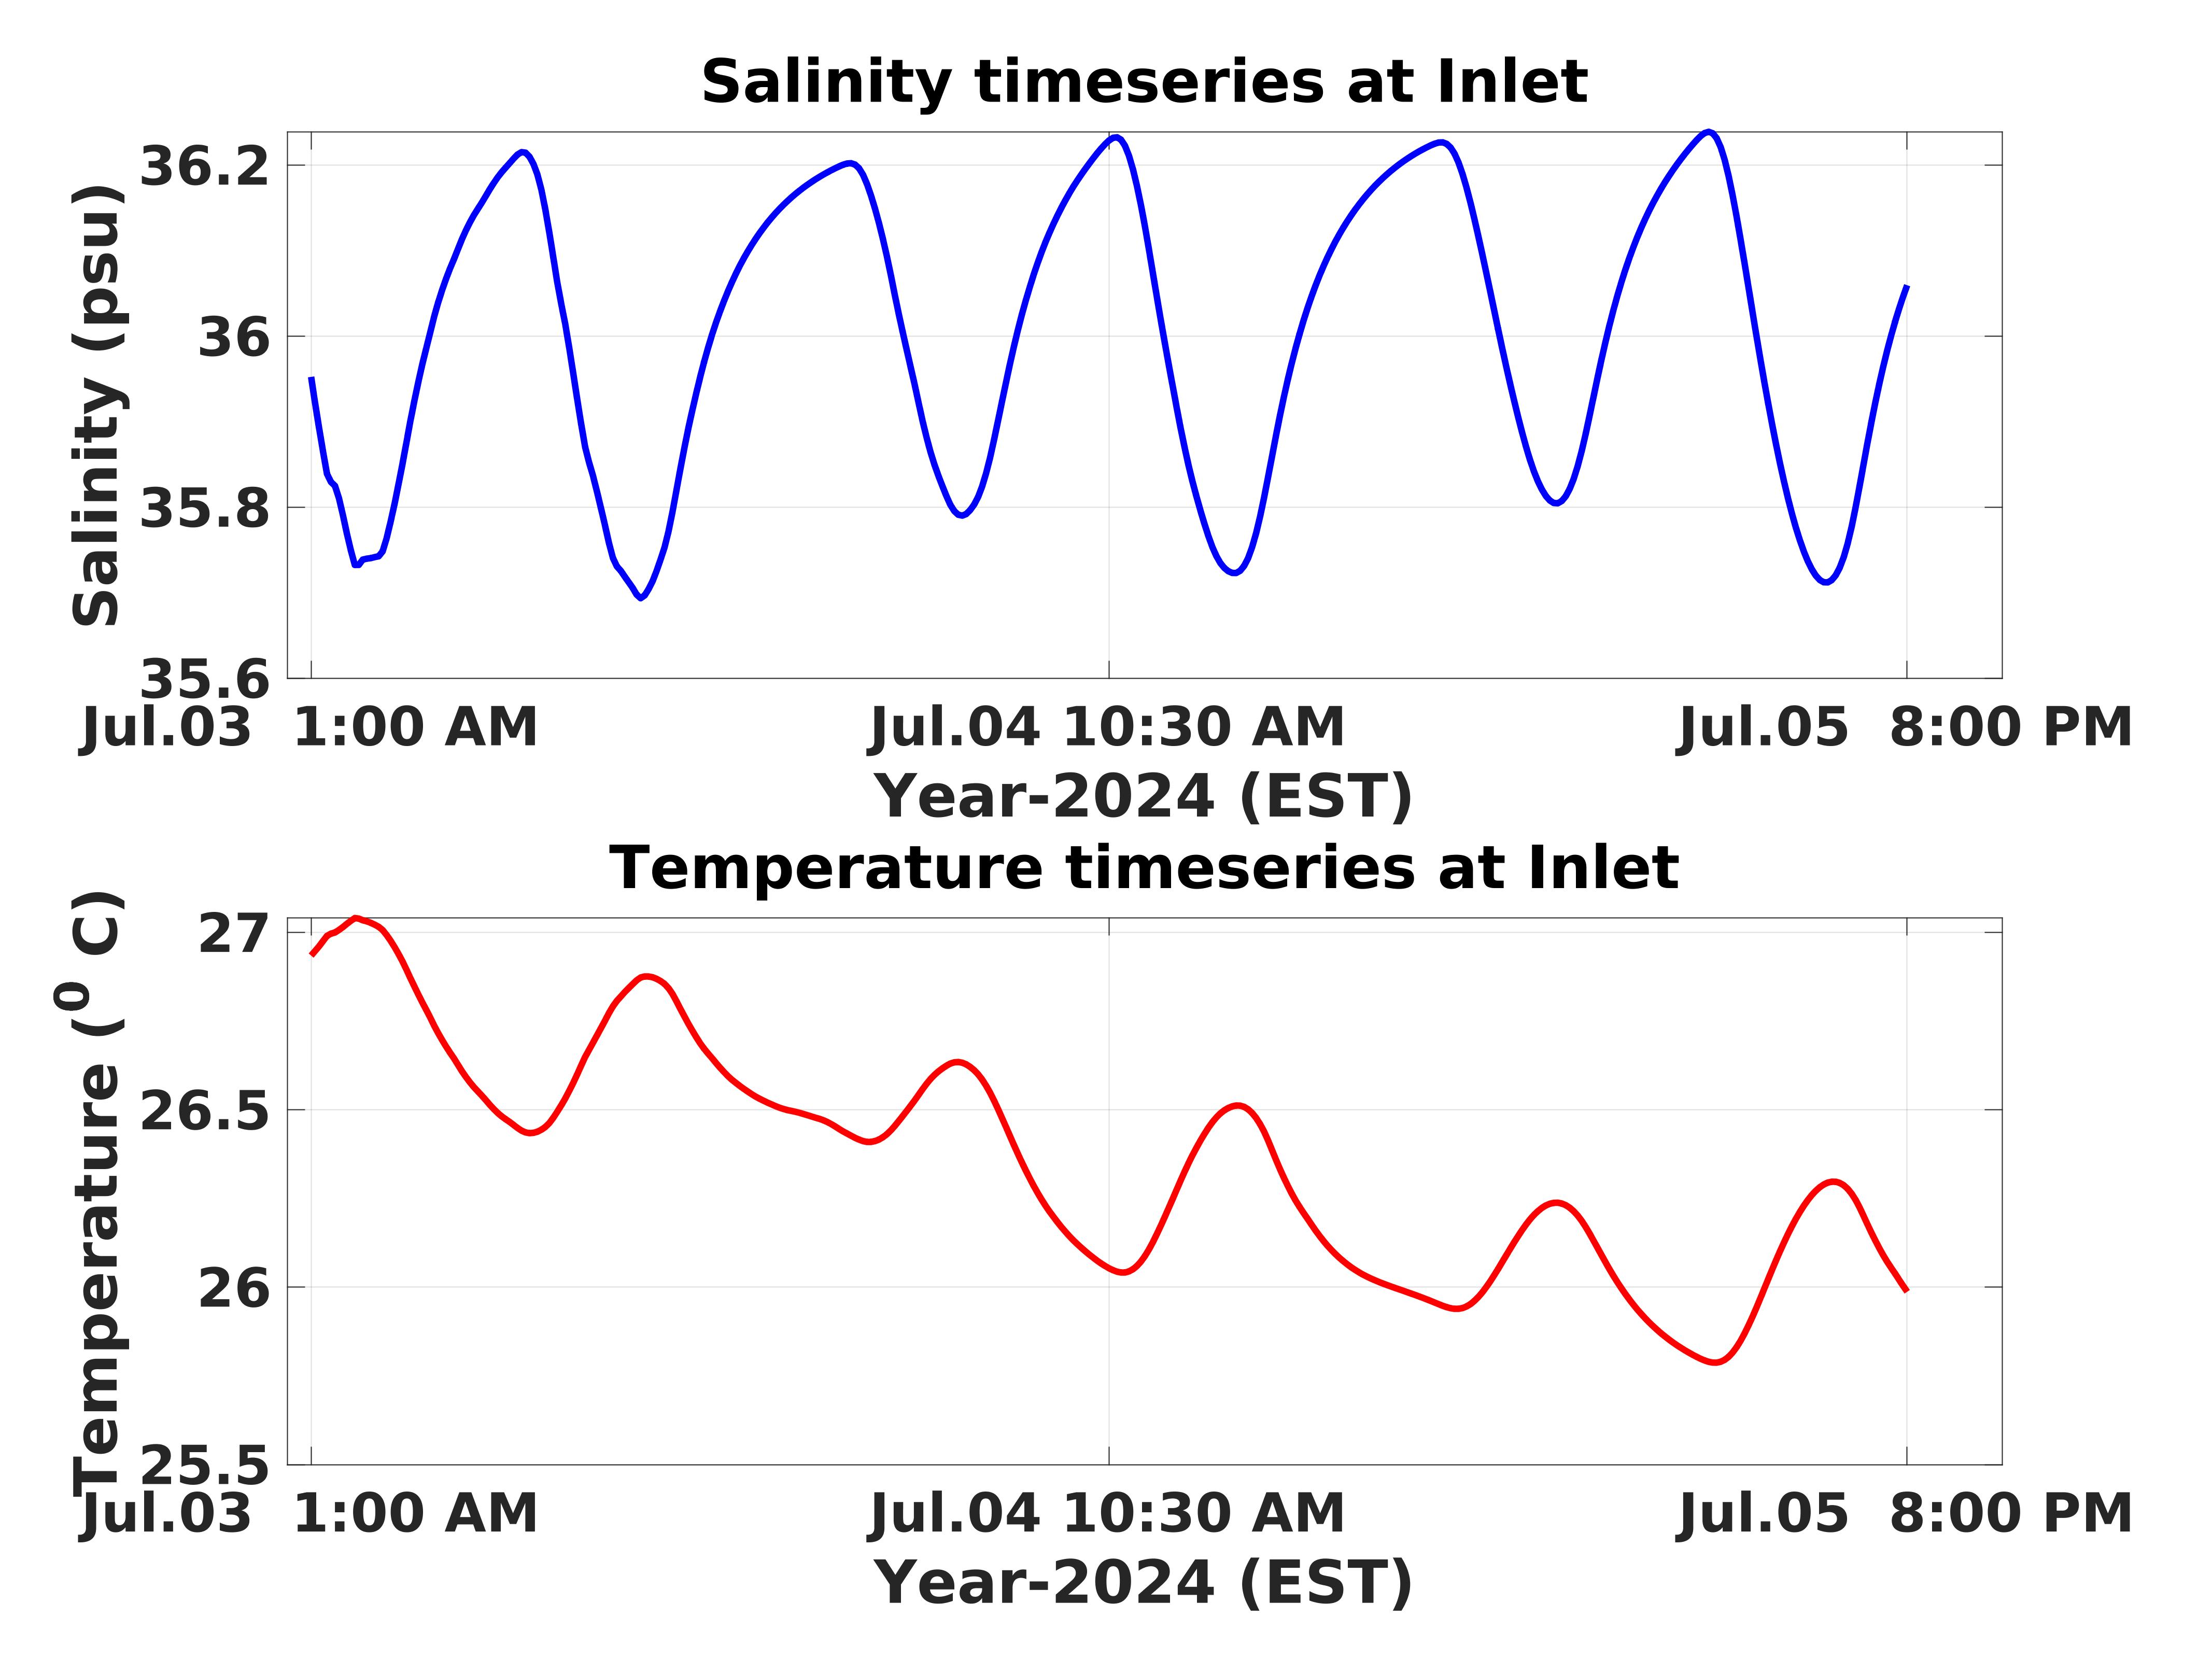 Salinity timeseries at Inlet
Salinity (psu)
36.2
36
35.8
35.6
Jul.03 1:00 AM
Jul.04 10:30 AM
Jul.05 8:00 PM
Year-2024 (EST)
Temperature timeseries at Inlet
Temperature (⁰ C)
27
26.5
26
25.5
Jul.03 1:00 AM
Jul.04 10:30 AM
Jul.05 8:00 PM
Year-2024 (EST)